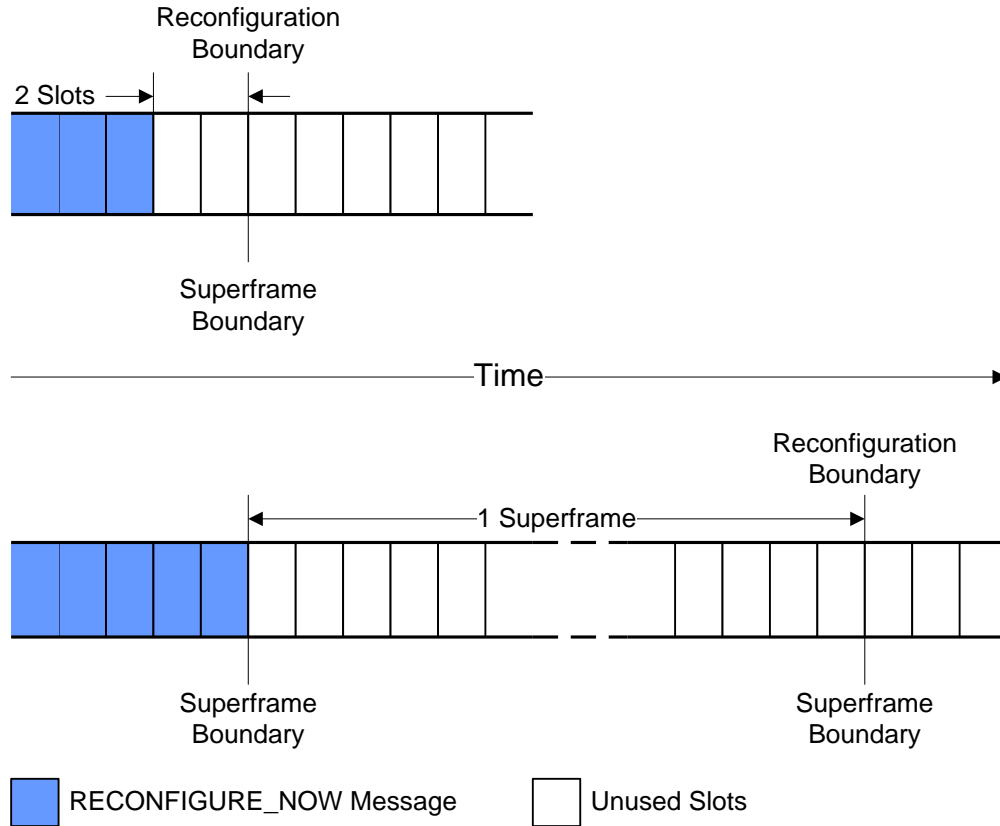 Reconfiguration
Boundary
2 Slots
Superframe
Boundary
Time
Reconfiguration
Boundary
1 Superframe
Superframe
Boundary
Superframe
Boundary
RECONFIGURE_NOW Message
Unused Slots